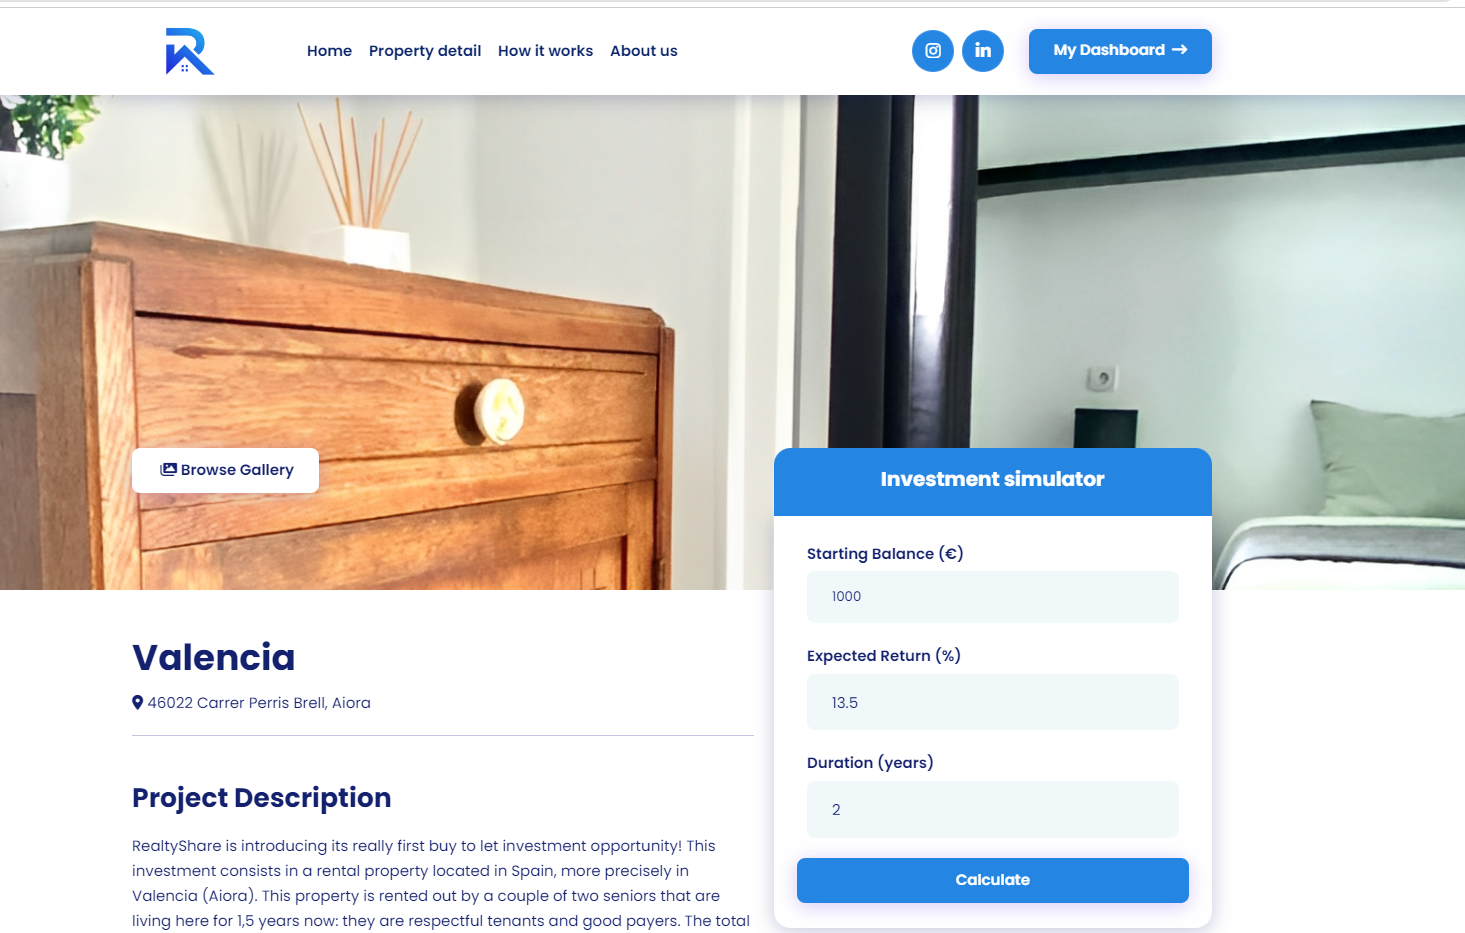 Home Property detail How it works About us
My Dashboard
Browse Gallery
Investment simulator
Starting Balance (€)
1000
Expected Return (%)
13.5
Duration (years)
2
Calculate
Valencia
46022 Carrer Perris Brell, Aiora
Project Description
RealtyShare is introducing its really first buy to let investment opportunity! This
investment consists in a rental property located in Spain, more precisely in
Valencia (Aiora). This property is rented out by a couple of two seniors that are
living here for 1,5 years now: they are respectful tenants and good payers. The total